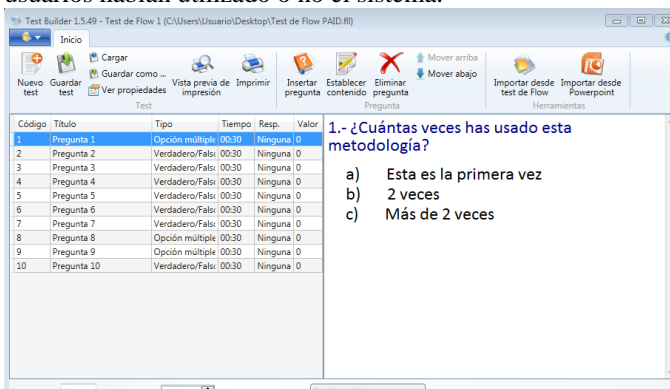 usuarios habían utilizado o no el sistema.
Test Builder 1.5.49 - Test de Flow 1 (C:\Users\Usuario\Desktop\Test de Flow PAID.fll)
Inicio
Nuevo test
Guardar test
Cargar
Guardar como ...
Ver propiedades
Vista previa de impresión
Imprimir
Insertar pregunta
Establecer contenido
Eliminar pregunta
Mover arriba
Mover abajo
Importar desde test de Flow
Importar desde Powerpoint
Test
Pregunta
Herramientas
Código Título Tipo Tiempo Resp. Valor
1 Pregunta 1 Opción múltiple 00:30 Ninguna 0
2 Pregunta 2 Verdadero/Fals 00:30 Ninguna 0
3 Pregunta 3 Verdadero/Fals 00:30 Ninguna 0
4 Pregunta 4 Verdadero/Fals 00:30 Ninguna 0
5 Pregunta 5 Verdadero/Fals 00:30 Ninguna 0
6 Pregunta 6 Verdadero/Fals 00:30 Ninguna 0
7 Pregunta 7 Verdadero/Fals 00:30 Ninguna 0
8 Pregunta 8 Opción múltiple 00:30 Ninguna 0
9 Pregunta 9 Opción múltiple 00:30 Ninguna 0
10 Pregunta 10 Verdadero/Fals 00:30 Ninguna 0
1.- ¿Cuántas veces has usado esta
metodología?
a) Esta es la primera vez
b) 2 veces
c) Más de 2 veces